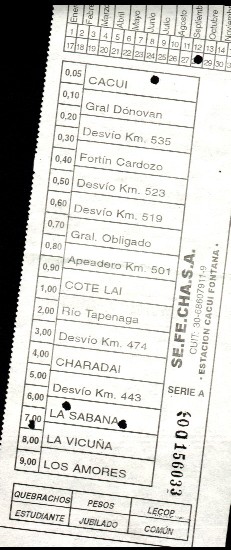 Enero Febrero Marzo Abril Mayo Junio Julio Agosto Septiembre Octubre
1 2 3 4 5 6 7 8 9 10 11 12 13 14 15
17 18 19 20 21 22 23 24 25 26 27 29 30
0,05
0,10
0,20
0,30
0,40
0,50
0,60
0,70
0,80
0,90
1,00
2,00
3,00
4,00
5,00
6,00
7,00
8,00
9,00
CACUI
Gral Dónovan
Desvío Km. 535
Fortín Cardozo
Desvío Km. 523
Desvío Km. 519
Gral. Obligado
Apeadero Km. 501
COTE LAI
Río Tapenaga
Desvío Km. 474
CHARADAI
Desvío Km. 443
LA SABANA
LA VICUÑA
LOS AMORES
SE.FE.CHA.S.A.
CUIT: 30-68607911-9
• ESTACION CACUI FONTANA •
SERIE A
400156033
QUEBRACHOS PESOS LECOP
ESTUDIANTE JUBILADO COMÚN